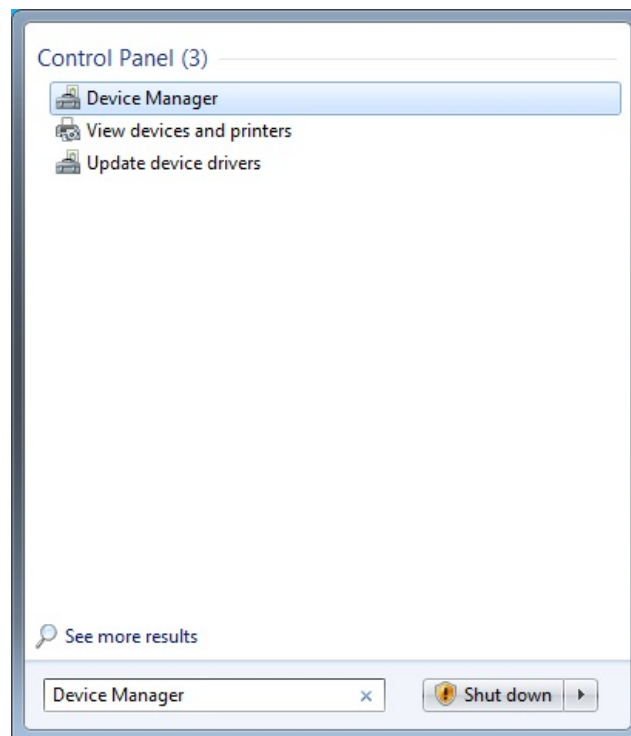 Control Panel (3)
Device Manager
View devices and printers
Update device drivers
See more results
Device Manager
Shut down